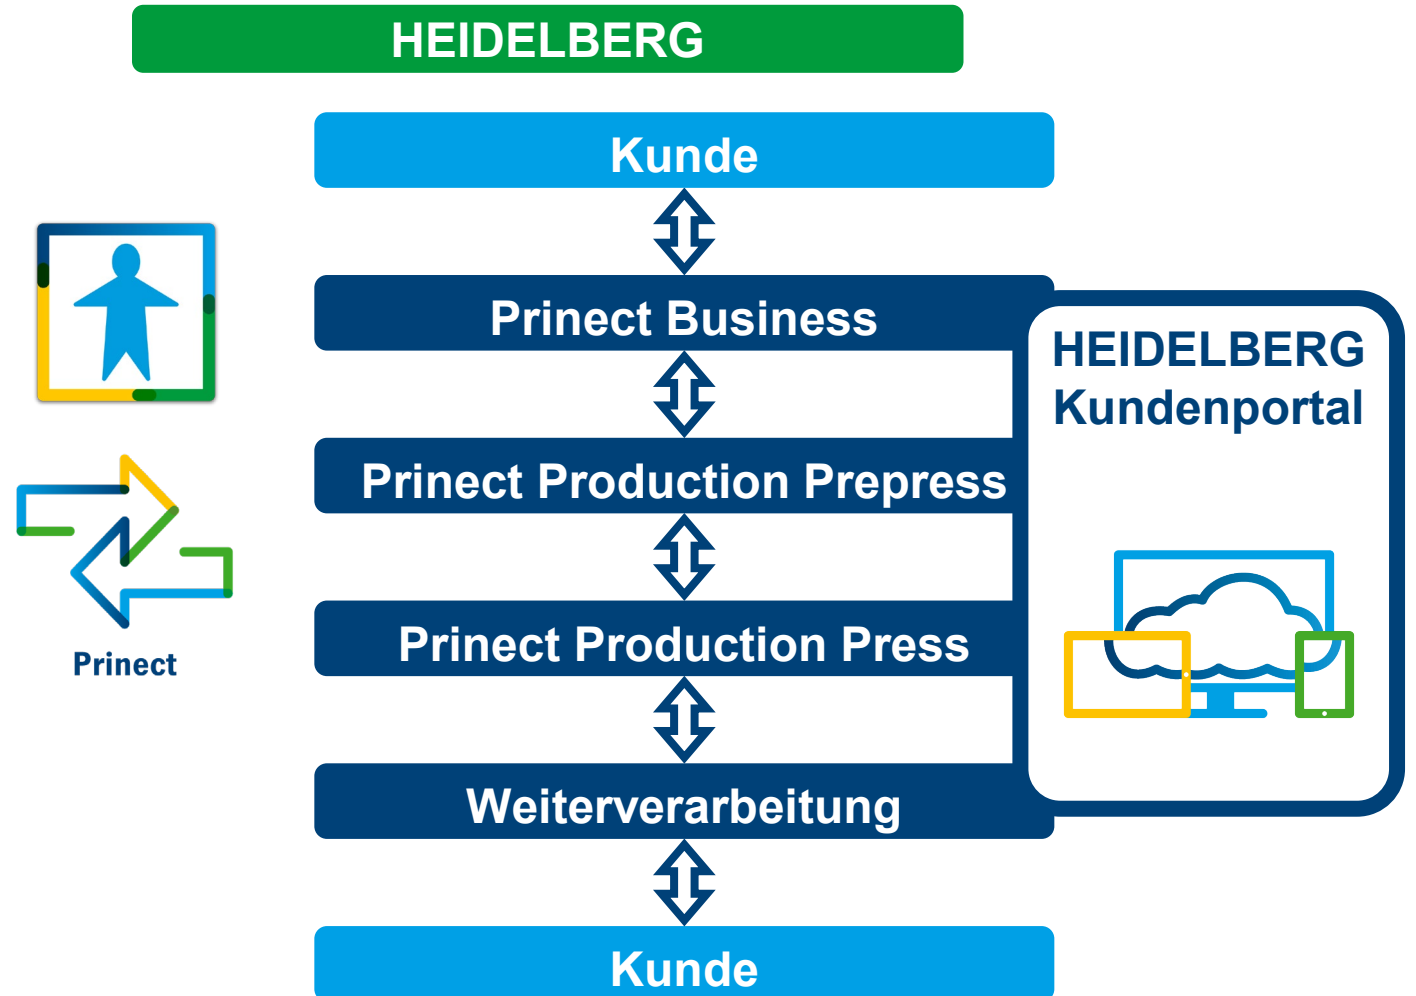 HEIDELBERG
Kunde
Prinect Business
HEIDELBERG
Kundenportal
Prinect Production Prepress
Prinect Production Press
Prinect
Weiterverarbeitung
Kunde